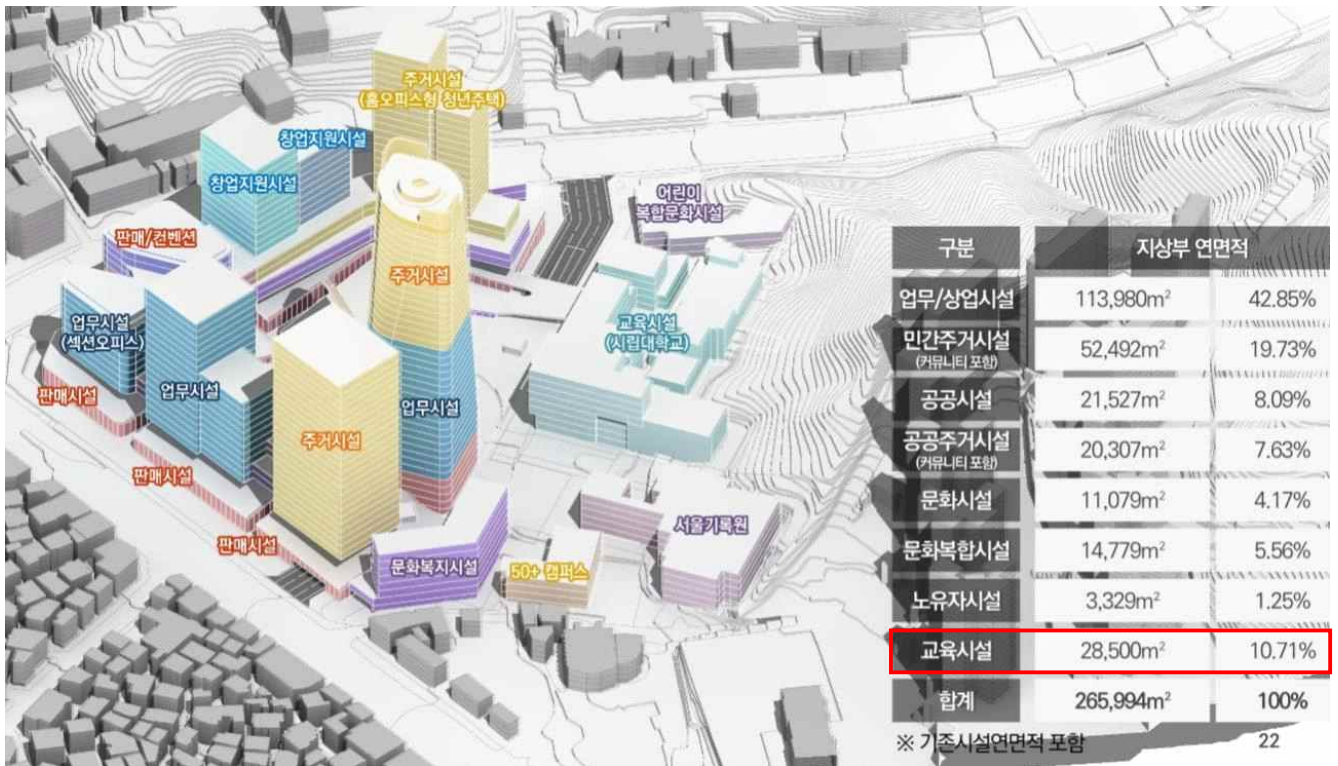 주거시설
(홈오피스형 청년주택)
창업지원시설
창업지원시설
어린이
복합문화시설
판매/컨벤션
주거시설
업무시설
(섹션오피스)
교육시설
(시립대학교)
판매시설
업무시설
업무시설
주거시설
판매시설
서울기록원
판매시설
문화복지시설
50+ 캠퍼스
구분 지상부 연면적
업무/상업시설 113,980m² 42.85%
민간주거시설 52,492m² 19.73%
(커뮤니티 포함)
공공시설 21,527m² 8.09%
공공주거시설 20,307m² 7.63%
(커뮤니티 포함)
문화시설 11,079m² 4.17%
문화복합시설 14,779m² 5.56%
노유자시설 3,329m² 1.25%
교육시설 28,500m² 10.71%
합계 265,994m² 100%
※ 기존시설연면적 포함 22